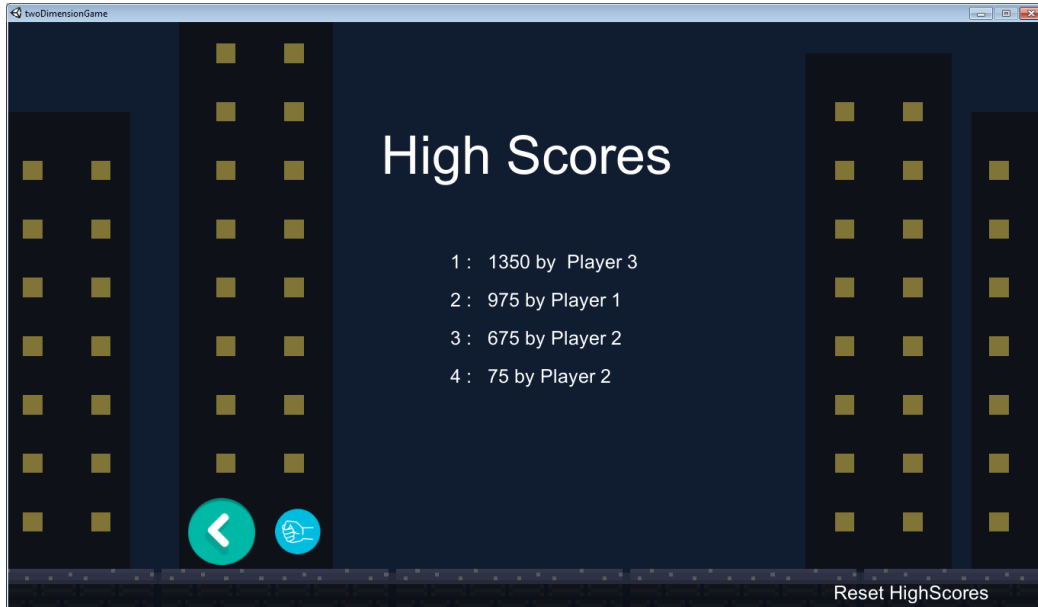 twoDimensionGame
High Scores
1 : 1350 by Player 3
2 : 975 by Player 1
3 : 675 by Player 2
4 : 75 by Player 2
Reset HighScores